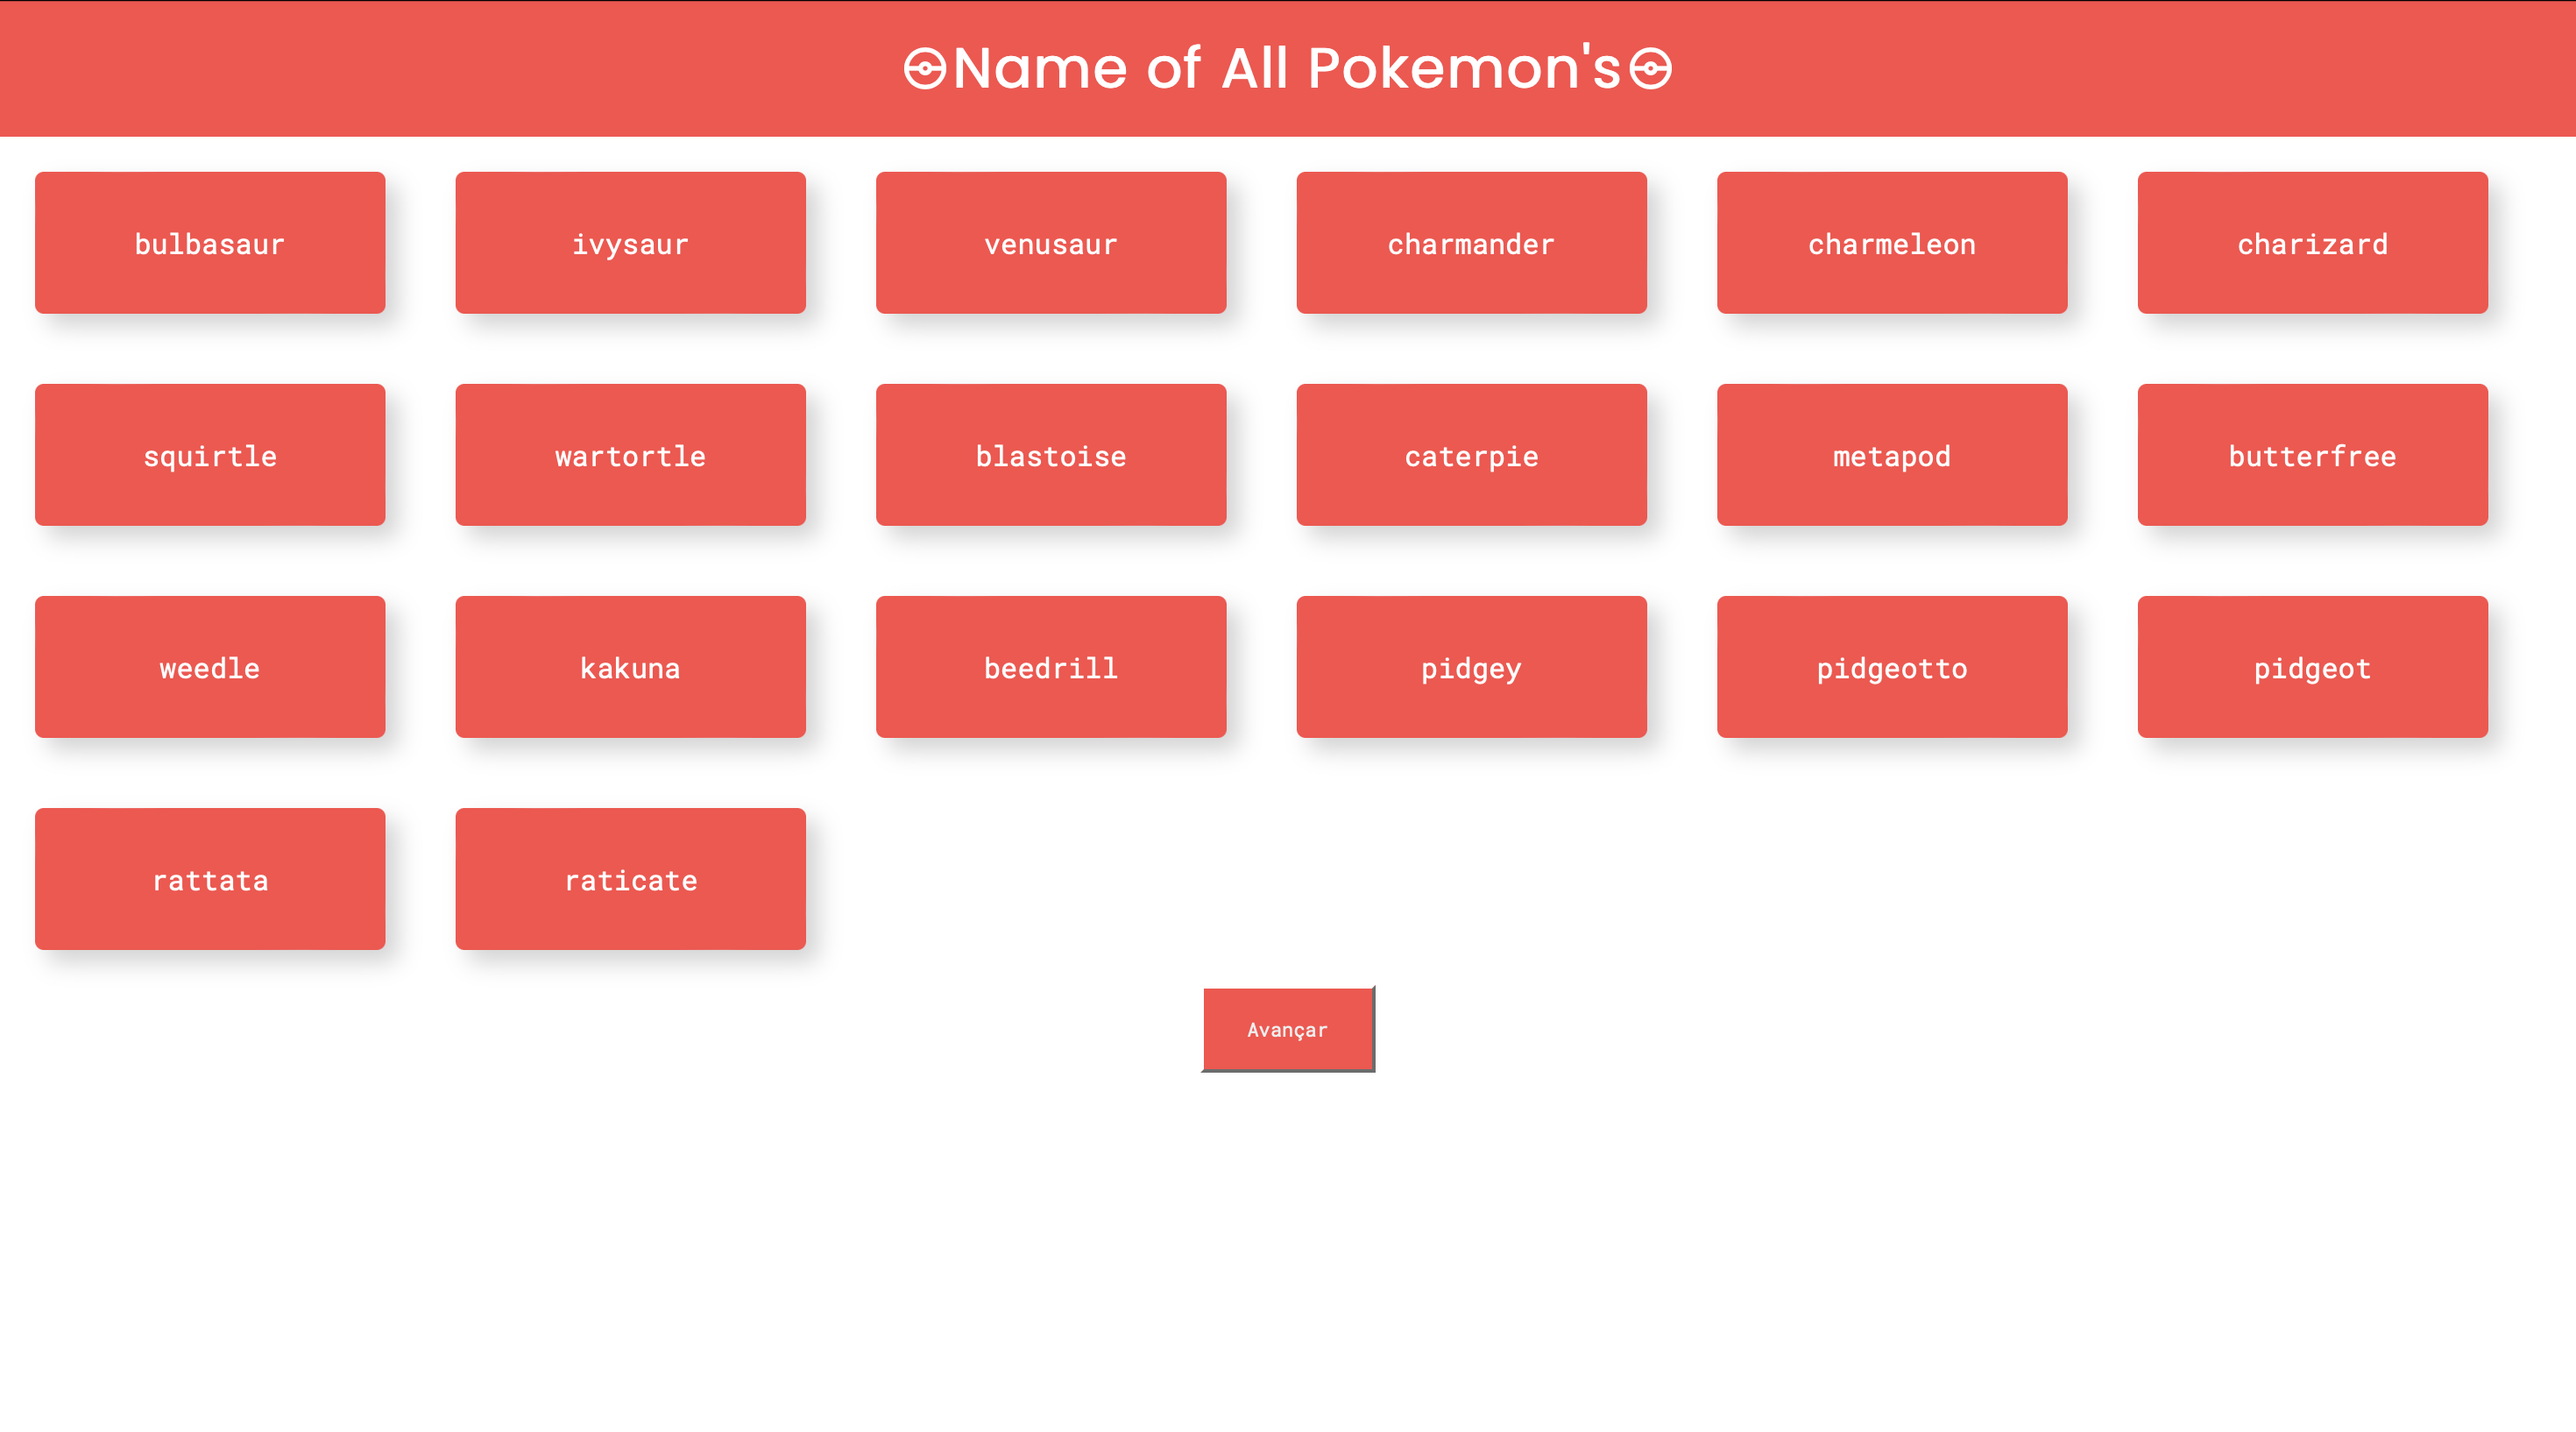 Name of All Pokemon's
bulbasaur ivysaur venusaur charmander charmeleon charizard
squirtle wartortle blastoise caterpie metapod butterfree
weedle kakuna beedrill pidgey pidgeotto pidgeot
rattata raticate
Avançar